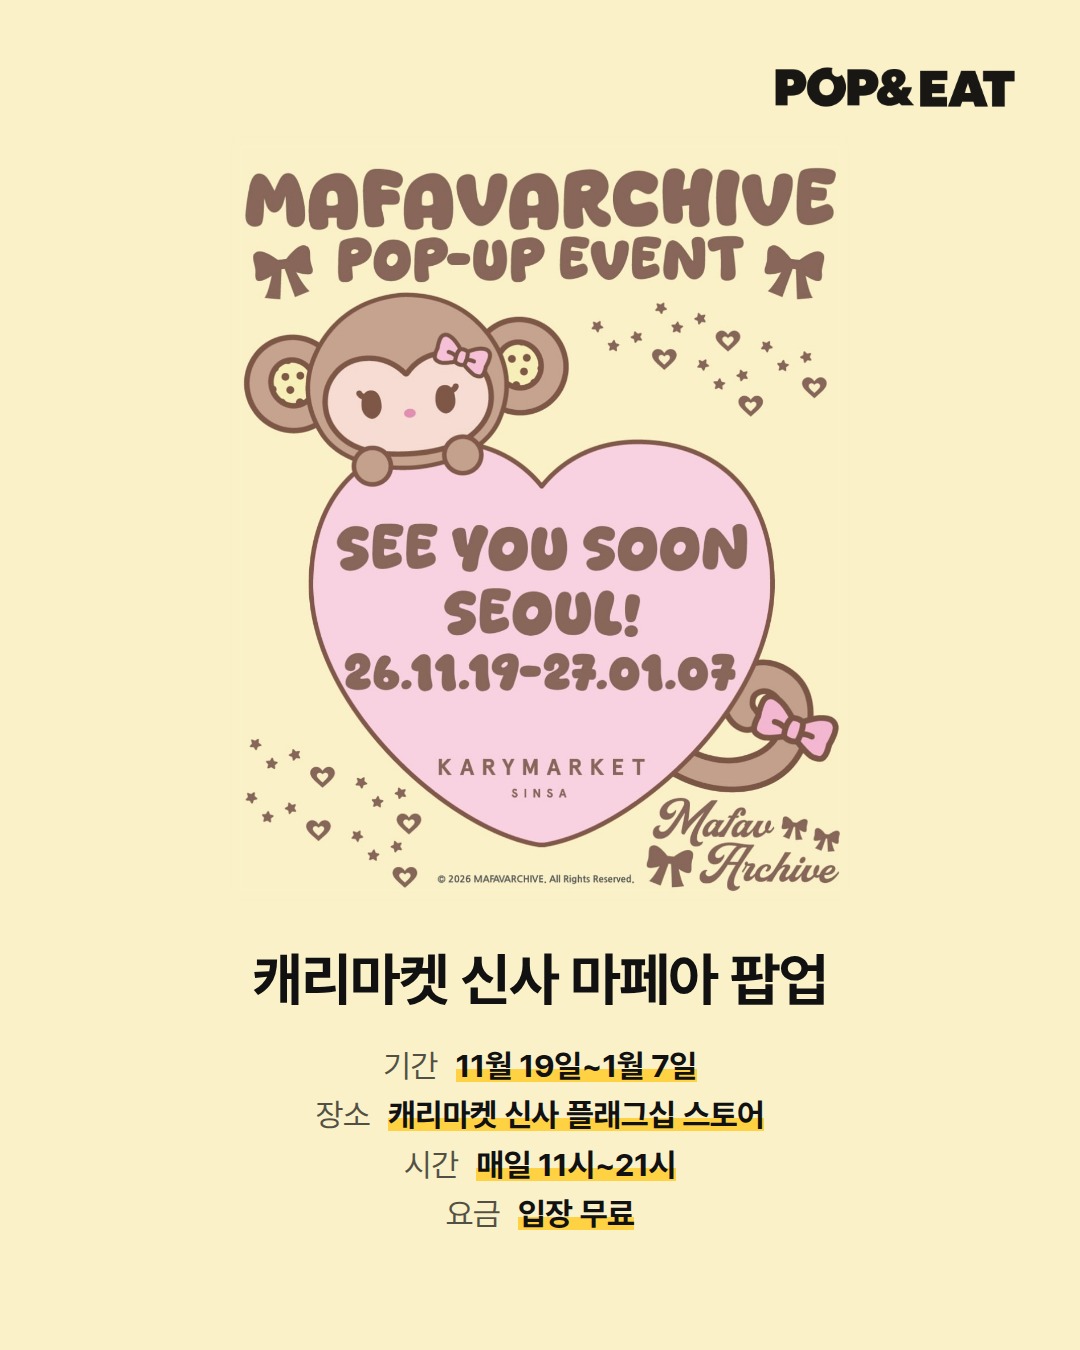 POP& EAT
MAFAVARCHIVE
POP-UP EVENT
SEE YOU SOON
SEOUL!
26.11.19-27.01.07
KARYMARKET
SINSA
Mafav
Archive
© 2026 MAFAVARCHIVE. All Rights Reserved.
캐리마켓 신사 마페아 팝업
기간 11월 19일~1월 7일
장소 캐리마켓 신사 플래그십 스토어
시간 매일 11시~21시
요금 입장 무료